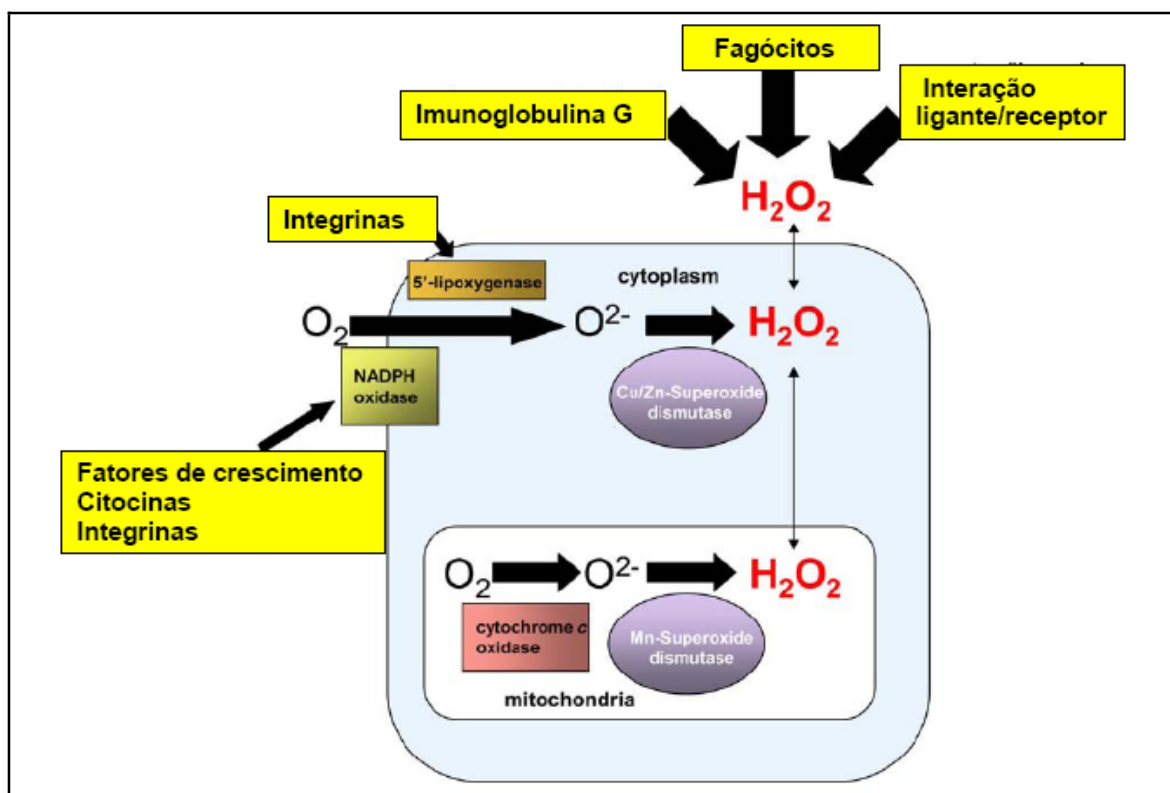 Fagócitos
Imunoglobulina G
Interação
ligante/receptor
H₂O₂
Integrinas
5'-lipoxygenase
cytoplasm
O₂
O²⁻
H₂O₂
NADPH
oxidase
Cu/Zn-Superoxide
dismutase
Fatores de crescimento
Citocinas
Integrinas
O₂
O²⁻
H₂O₂
cytochrome c
oxidase
Mn-Superoxide
dismutase
mitochondria